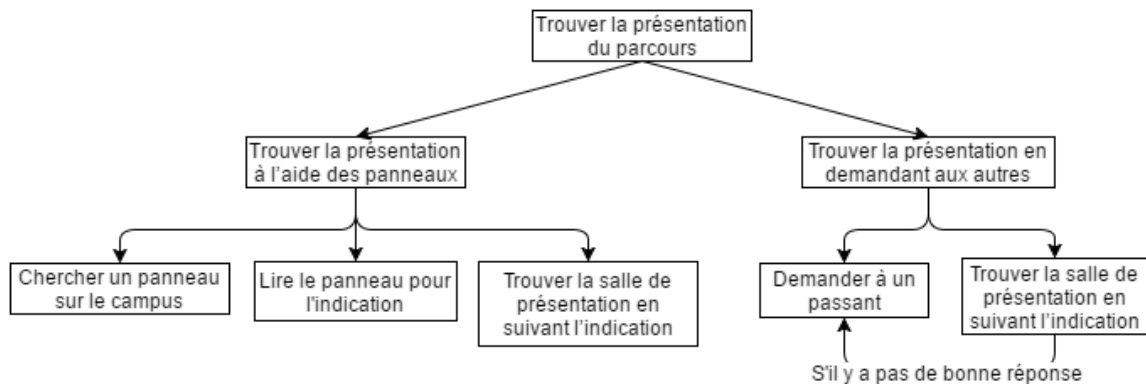 Trouver la présentation
du parcours
Trouver la présentation
à l'aide des panneaux
Trouver la présentation en
demandant aux autres
Chercher un panneau
sur le campus
Lire le panneau pour
l'indication
Trouver la salle de
présentation en
suivant l'indication
Demander à un
passant
Trouver la salle de
présentation en
suivant l'indication
S'il y a pas de bonne réponse